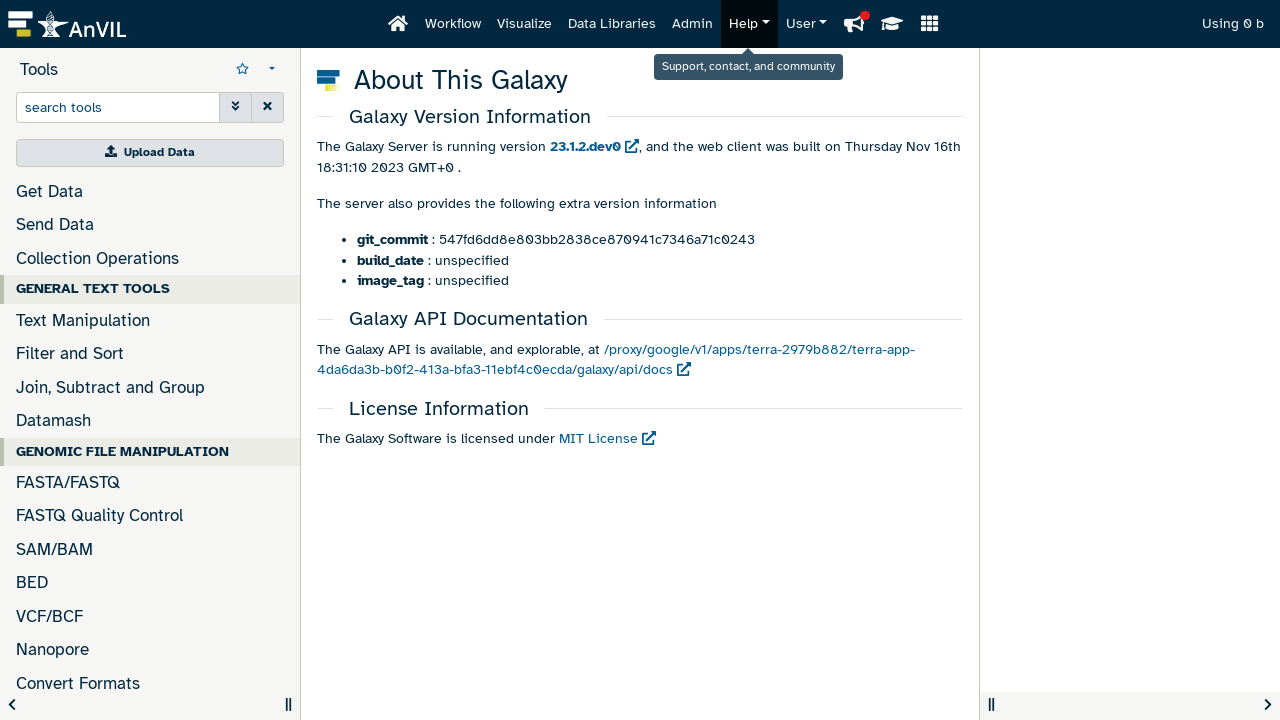 AnVIL
Workflow
Visualize
Data Libraries
Admin
Help
User
Using 0 b
Support, contact, and community
Tools
search tools
Upload Data
Get Data
Send Data
Collection Operations
GENERAL TEXT TOOLS
Text Manipulation
Filter and Sort
Join, Subtract and Group
Datamash
GENOMIC FILE MANIPULATION
FASTA/FASTQ
FASTQ Quality Control
SAM/BAM
BED
VCF/BCF
Nanopore
Convert Formats
About This Galaxy
Galaxy Version Information
The Galaxy Server is running version 23.1.2.dev0 , and the web client was built on Thursday Nov 16th
18:31:10 2023 GMT+0 .
The server also provides the following extra version information
• git_commit : 547fd6dd8e803bb2838ce870941c7346a71c0243
• build_date : unspecified
• image_tag : unspecified
Galaxy API Documentation
The Galaxy API is available, and explorable, at /proxy/google/v1/apps/terra-2979b882/terra-app-
4da6da3b-b0f2-413a-bfa3-11ebf4c0ecda/galaxy/api/docs
License Information
The Galaxy Software is licensed under MIT License